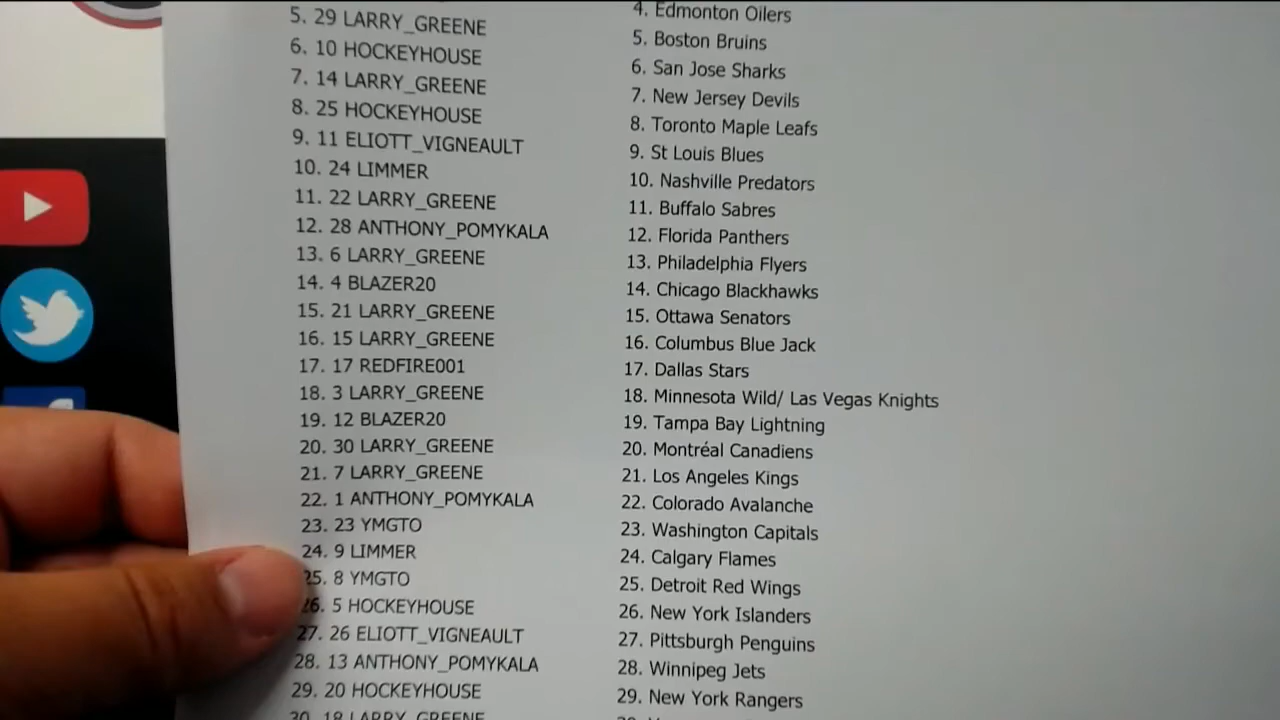 5. 29 LARRY_GREENE
6. 10 HOCKEYHOUSE
7. 14 LARRY_GREENE
8. 25 HOCKEYHOUSE
9. 11 ELIOTT_VIGNEAULT
10. 24 LIMMER
11. 22 LARRY_GREENE
12. 28 ANTHONY_POMYKALA
13. 6 LARRY_GREENE
14. 4 BLAZER20
15. 21 LARRY_GREENE
16. 15 LARRY_GREENE
17. 17 REDFIRE001
18. 3 LARRY_GREENE
19. 12 BLAZER20
20. 30 LARRY_GREENE
21. 7 LARRY_GREENE
22. 1 ANTHONY_POMYKALA
23. 23 YMGTO
24. 9 LIMMER
25. 8 YMGTO
26. 5 HOCKEYHOUSE
27. 26 ELIOTT_VIGNEAULT
28. 13 ANTHONY_POMYKALA
29. 20 HOCKEYHOUSE
30. 18 LARRY_GREENE
4. Edmonton Oilers
5. Boston Bruins
6. San Jose Sharks
7. New Jersey Devils
8. Toronto Maple Leafs
9. St Louis Blues
10. Nashville Predators
11. Buffalo Sabres
12. Florida Panthers
13. Philadelphia Flyers
14. Chicago Blackhawks
15. Ottawa Senators
16. Columbus Blue Jack
17. Dallas Stars
18. Minnesota Wild/ Las Vegas Knights
19. Tampa Bay Lightning
20. Montréal Canadiens
21. Los Angeles Kings
22. Colorado Avalanche
23. Washington Capitals
24. Calgary Flames
25. Detroit Red Wings
26. New York Islanders
27. Pittsburgh Penguins
28. Winnipeg Jets
29. New York Rangers